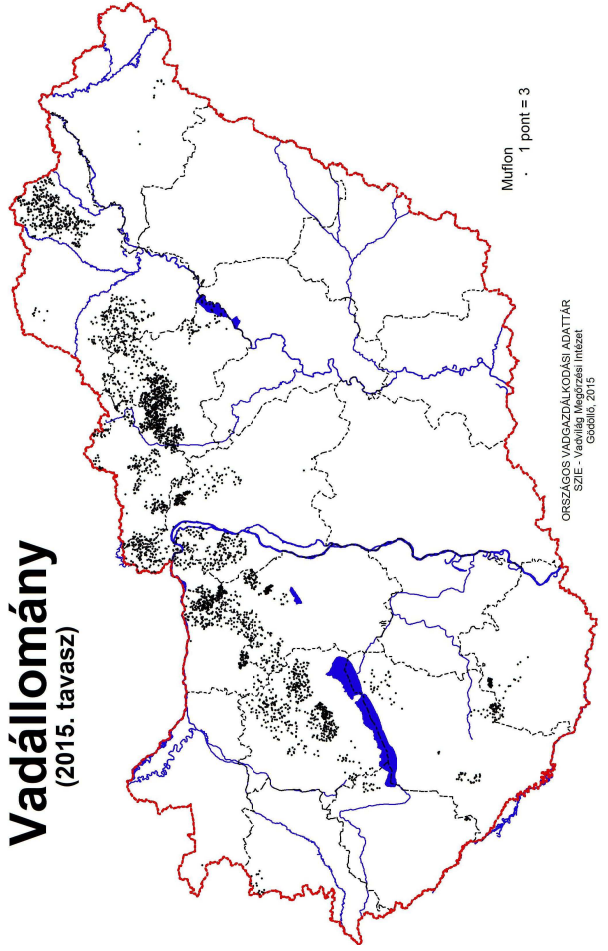 Vadállomány
(2015. tavasz)
Muflon
. 1 pont = 3
ORSZÁGOS VADGAZDÁLKODÁSI ADATTÁR
SZIE - Vadvilág Megőrzési Intézet
Gödöllő, 2015